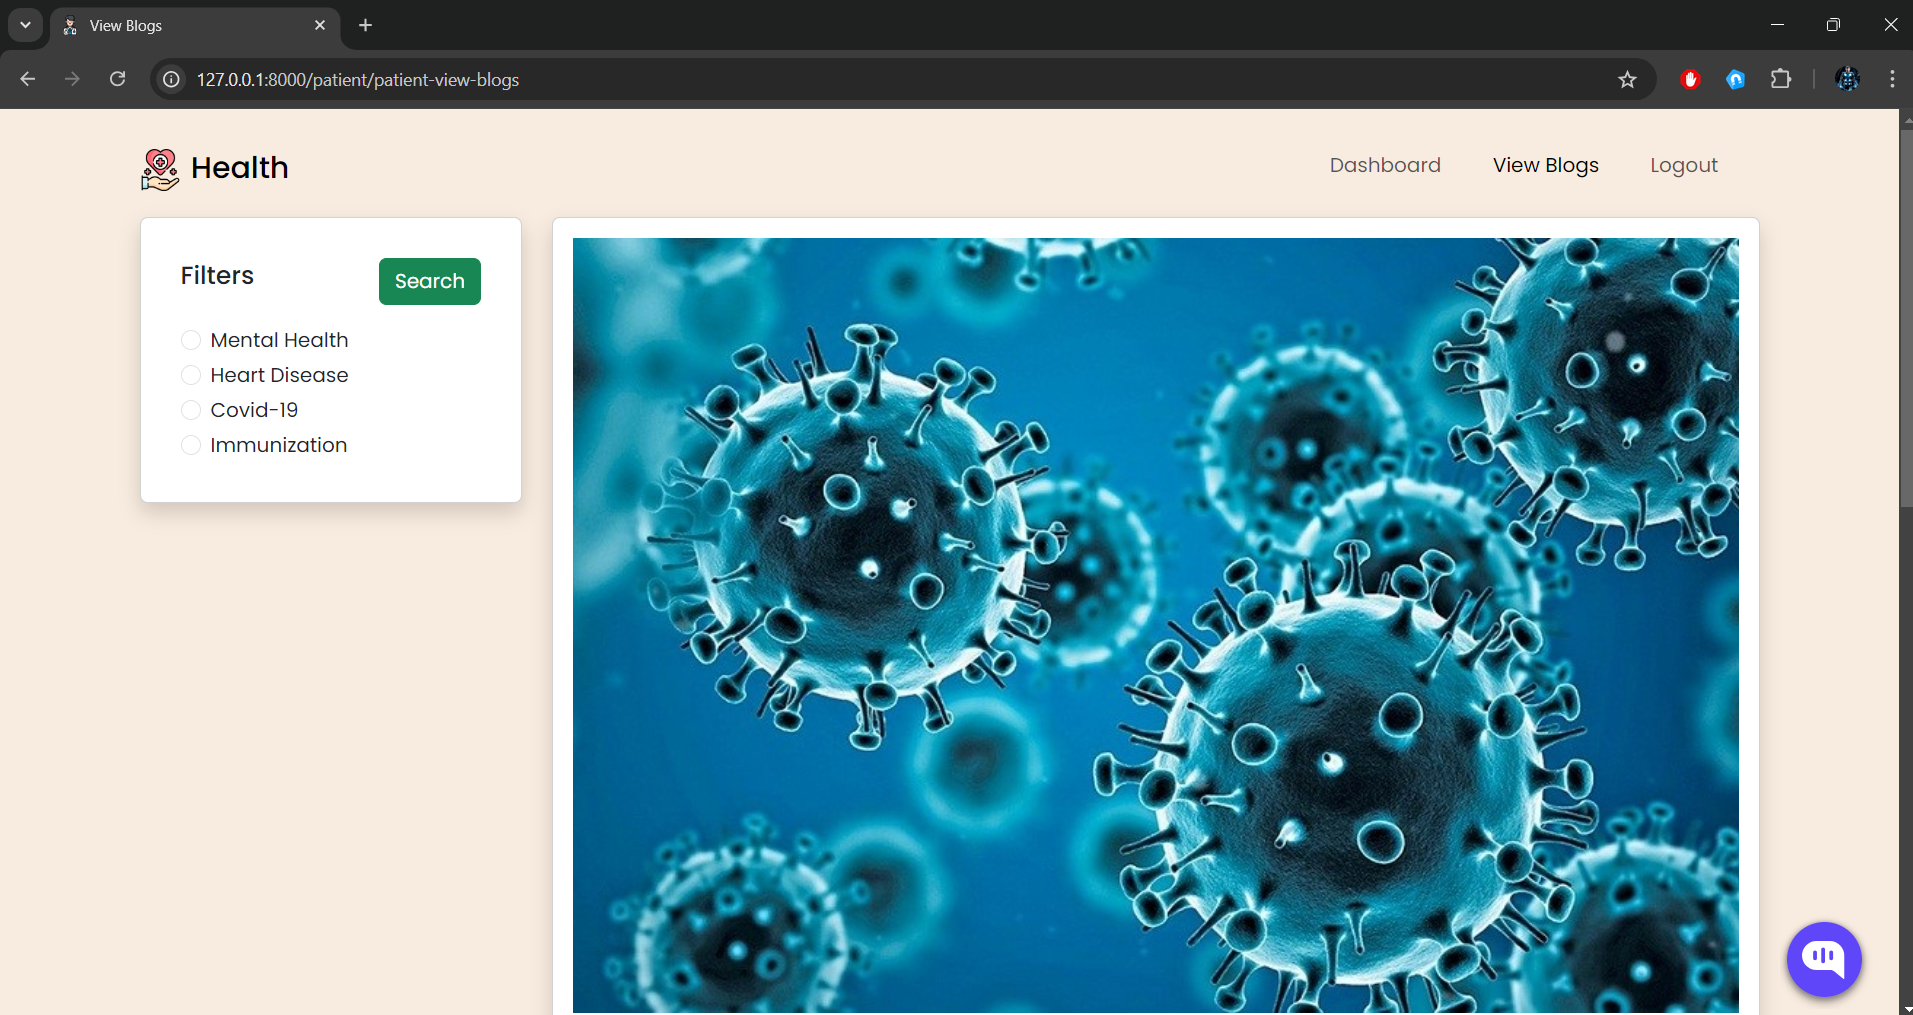 View Blogs
127.0.0.1:8000/patient/patient-view-blogs
Health
Dashboard
View Blogs
Logout
Filters
Search
Mental Health
Heart Disease
Covid-19
Immunization